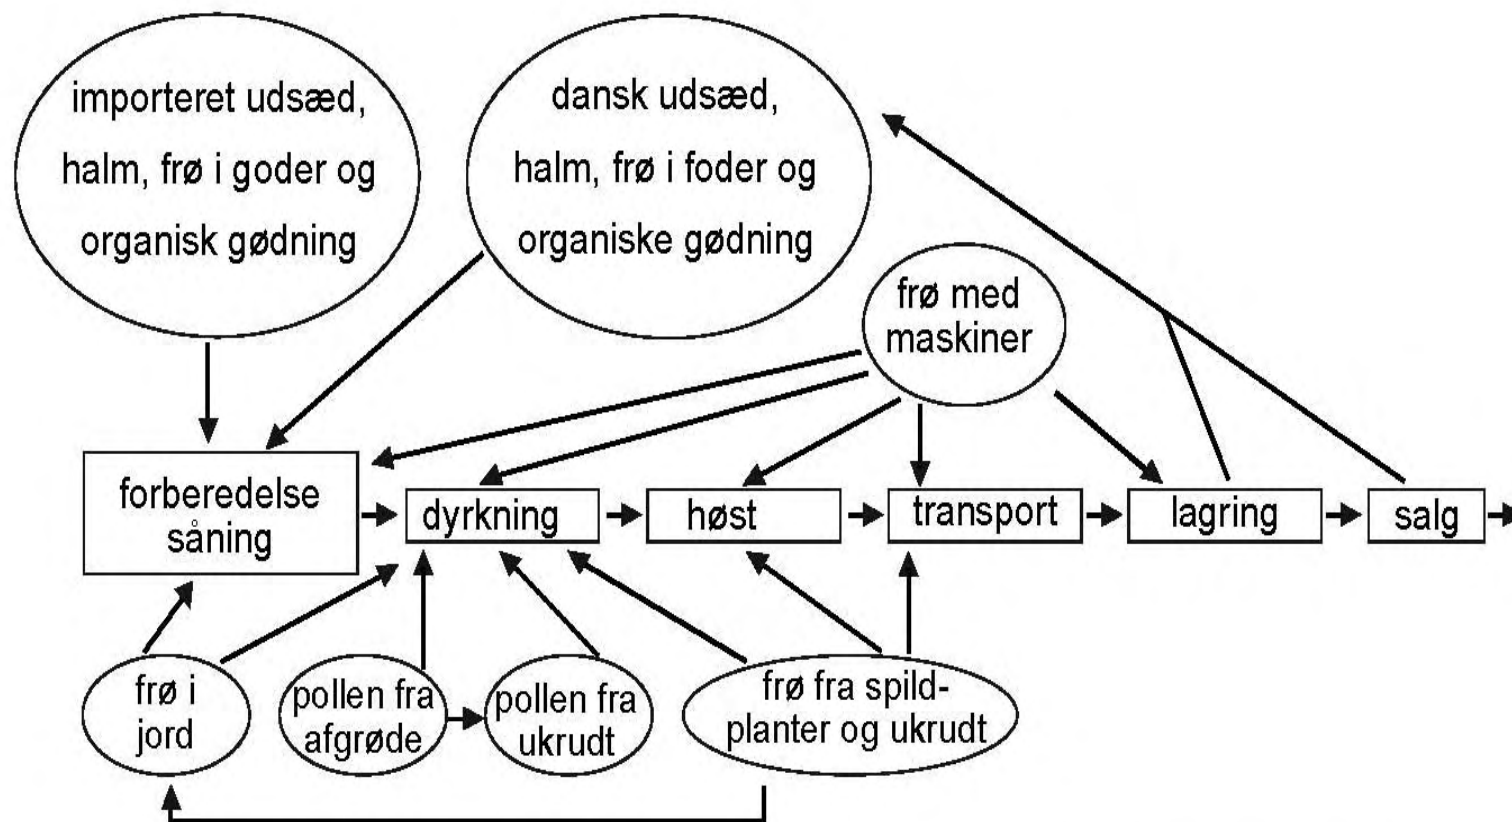 importeret udsæd,
halm, frø i goder og
organisk gødning
dansk udsæd,
halm, frø i foder og
organiske gødning
frø med
maskiner
forberedelse
såning
dyrkning
høst
transport
lagring
salg
frø i
jord
pollen fra
afgrøde
pollen fra
ukrudt
frø fra spild-
planter og ukrudt